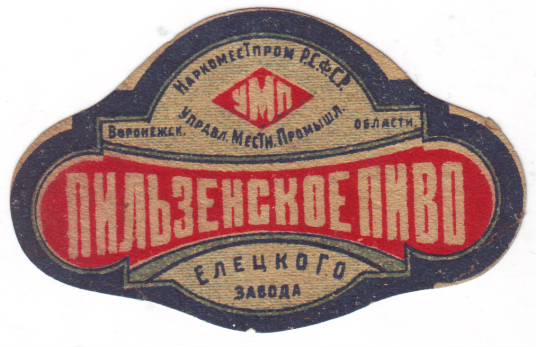 Наркоместпром Р.С.Ф.С.Р.
УМП
Управл. Местн. Промышл.
Воронежск. области.
ПИЛЬЗЕНСКОЕ ПИВО
ЕЛЕЦКОГО
ЗАВОДА